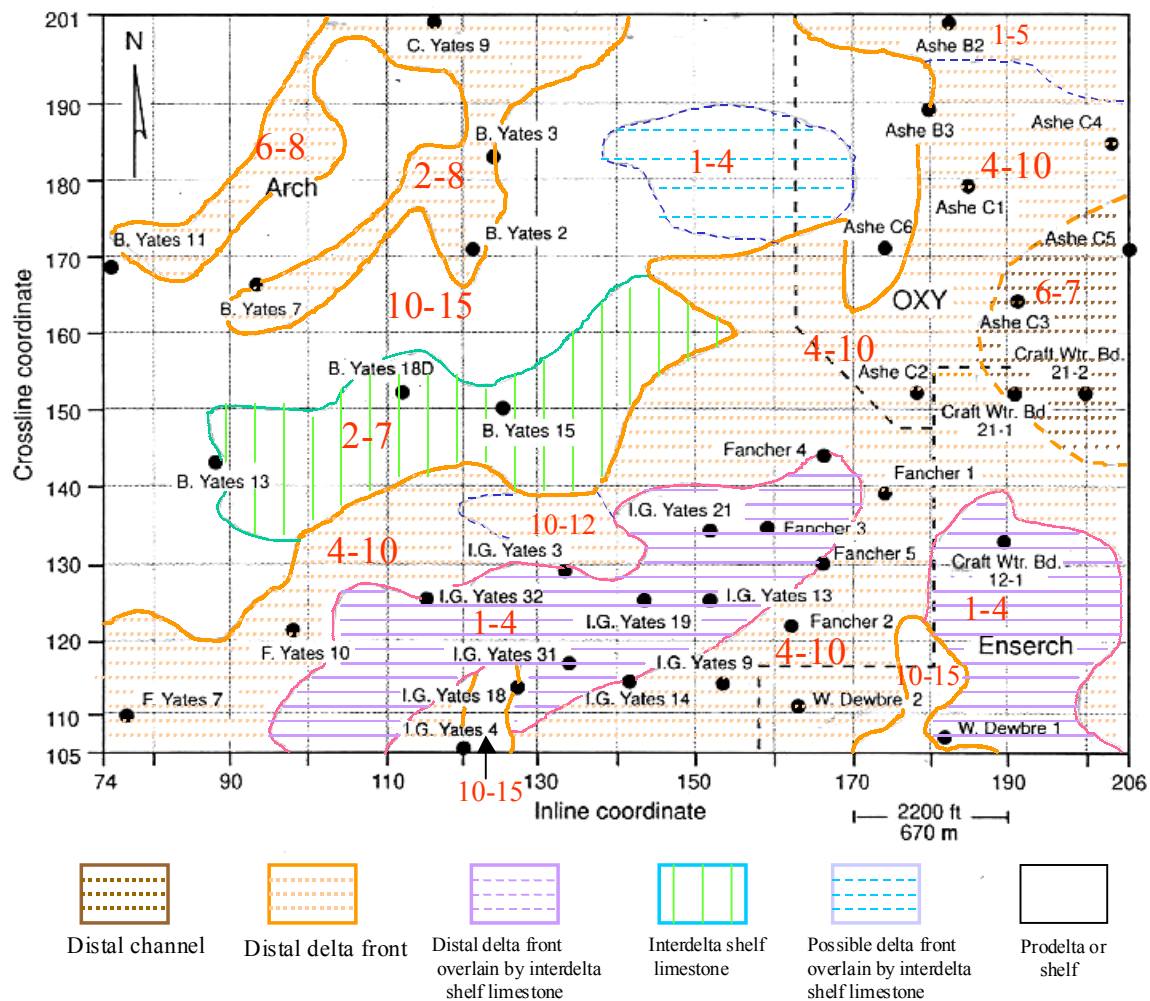 201
N
C. Yates 9
Ashe B2
1-5
190
B. Yates 3
Ashe B3
Ashe C4
6-8
2-8
1-4
4-10
180
Arch
Ashe C1
B. Yates 11
B. Yates 2
Ashe C6
Ashe C5
170
B. Yates 7
10-15
OXY
6-7
Ashe C3
160
4-10
Craft Wtr. Bd.
21-2
B. Yates 18D
Ashe C2
150
B. Yates 15
Craft Wtr. Bd
21-1
2-7
Fancher 4
B. Yates 13
Fancher 1
140
I.G. Yates 21
10-12
Fancher 3
4-10
I.G. Yates 3
Fancher 5
130
Craft Wtr. Bd.
12-1
I.G. Yates 32
I.G. Yates 13
1-4
1-4
I.G. Yates 19
Fancher 2
120
F. Yates 10
I.G. Yates 31
I.G. Yates 9
4-10
Enserch
10-15
F. Yates 7
I.G. Yates 18
I.G. Yates 14
W. Dewbre 2
110
I.G. Yates 4
W. Dewbre 1
105
Crossline coordinate
74
90
110
130
150
170
190
206
10-15
Inline coordinate
2200 ft
670 m
Distal channel
Distal delta front
Distal delta front
overlain by interdelta
shelf limestone
Interdelta shelf
limestone
Possible delta front
overlain by interdelta
shelf limestone
Prodelta or
shelf